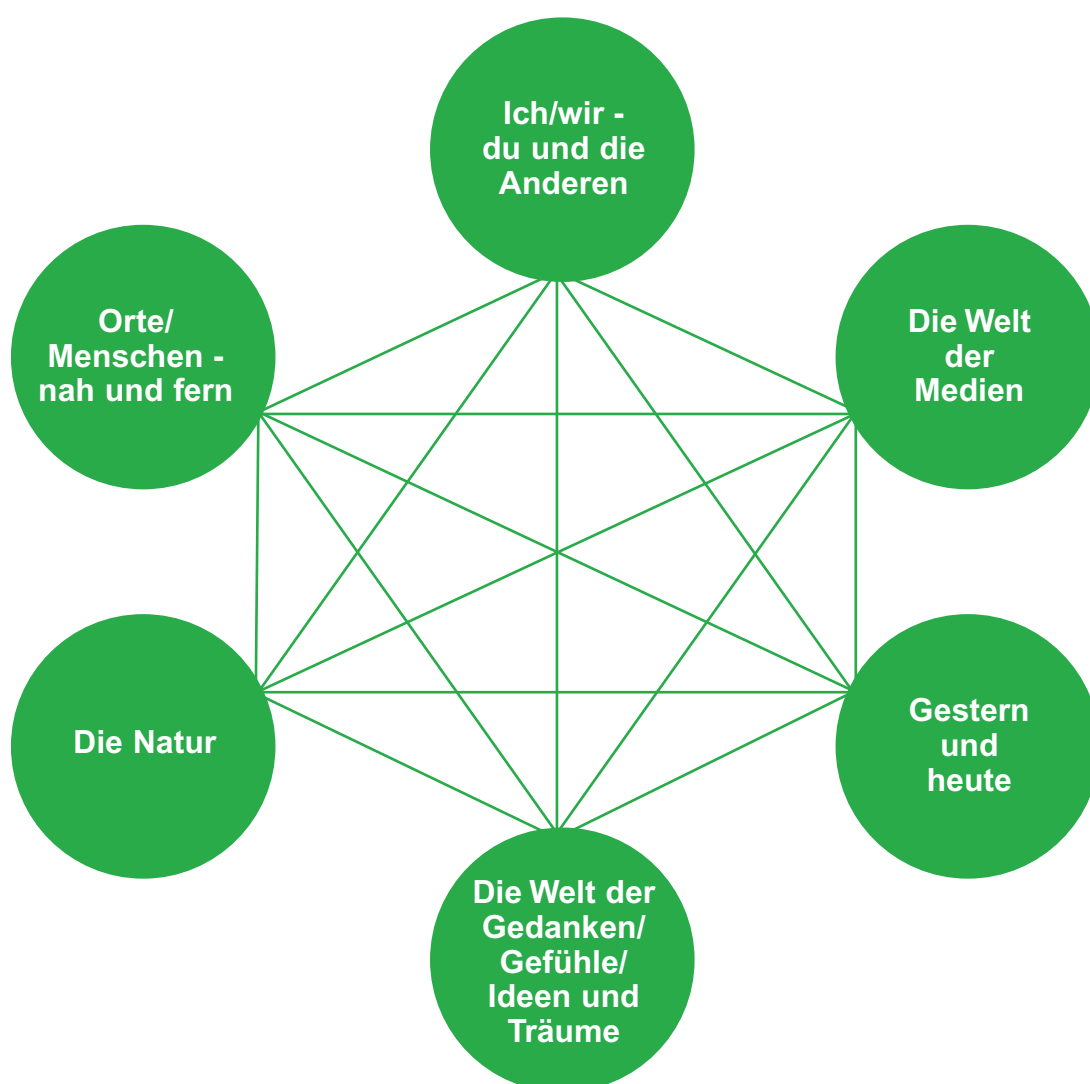 Ich/wir -
du und die
Anderen
Orte/
Menschen -
nah und fern
Die Welt
der
Medien
Die Natur
Gestern
und
heute
Die Welt der
Gedanken/
Gefühle/
Ideen und
Träume